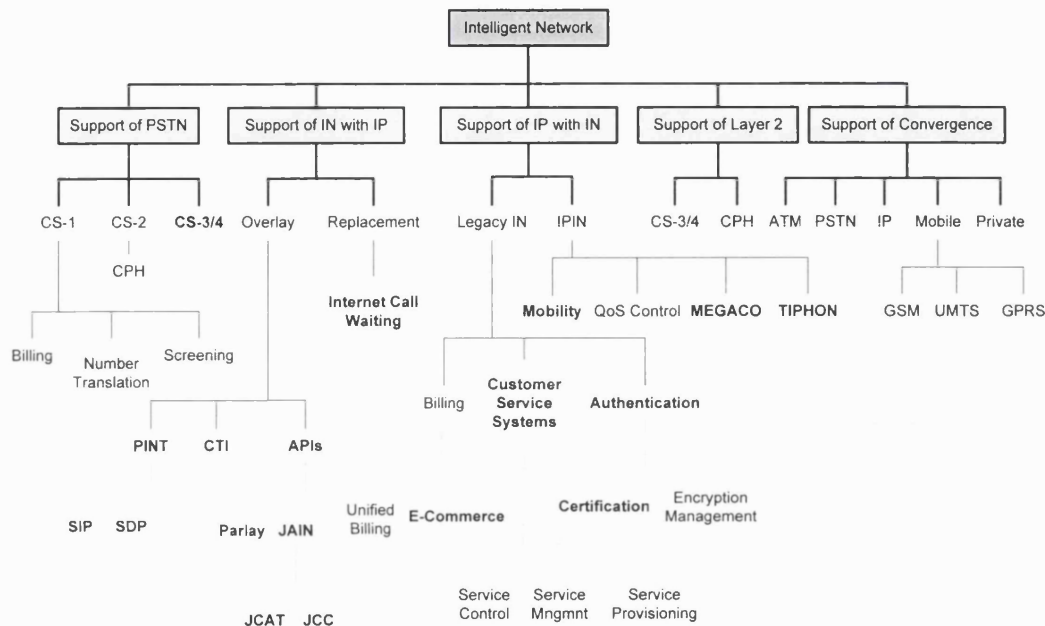 Intelligent Network
Support of PSTN
Support of IN with IP
Support of IP with IN
Support of Layer 2
Support of Convergence
CS-1
CS-2
CS-3/4
Overlay
Replacement
Legacy IN
IPIN
CS-3/4
CPH
ATM
PSTN
IP
Mobile
Private
CPH
Internet Call
Waiting
Mobility
QoS Control
MEGACO
TIPHON
GSM
UMTS
GPRS
Billing
Number
Translation
Screening
Billing
Customer
Service
Systems
Authentication
PINT
CTI
APIs
SIP
SDP
Parlay
JAIN
Unified
Billing
E-Commerce
Certification
Encryption
Management
JCAT
JCC
Service
Control
Service
Mngmnt
Service
Provisioning